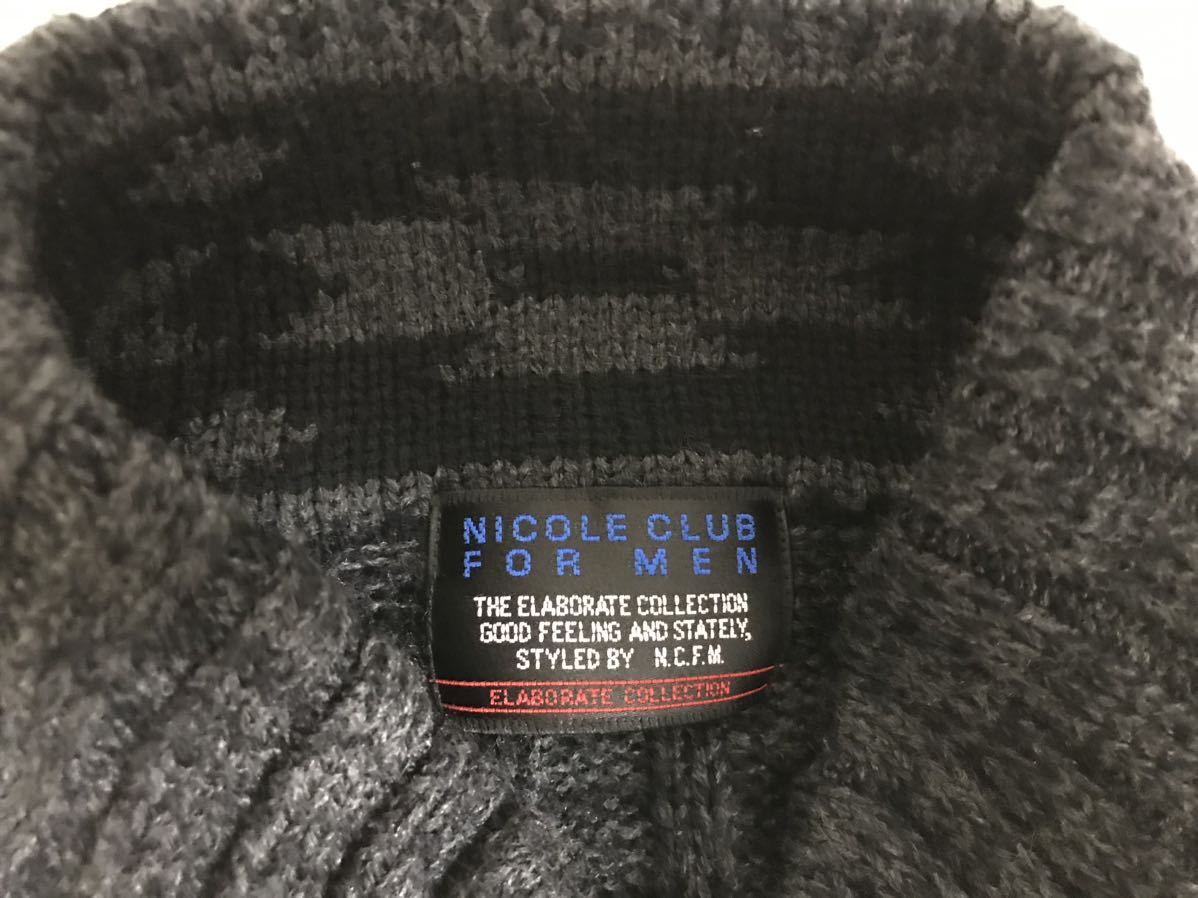 NICOLE CLUB
FOR MEN
THE ELABORATE COLLECTION
GOOD FEELING AND STATELY,
STYLED BY N.C.F.M.
ELABORATE COLLECTION